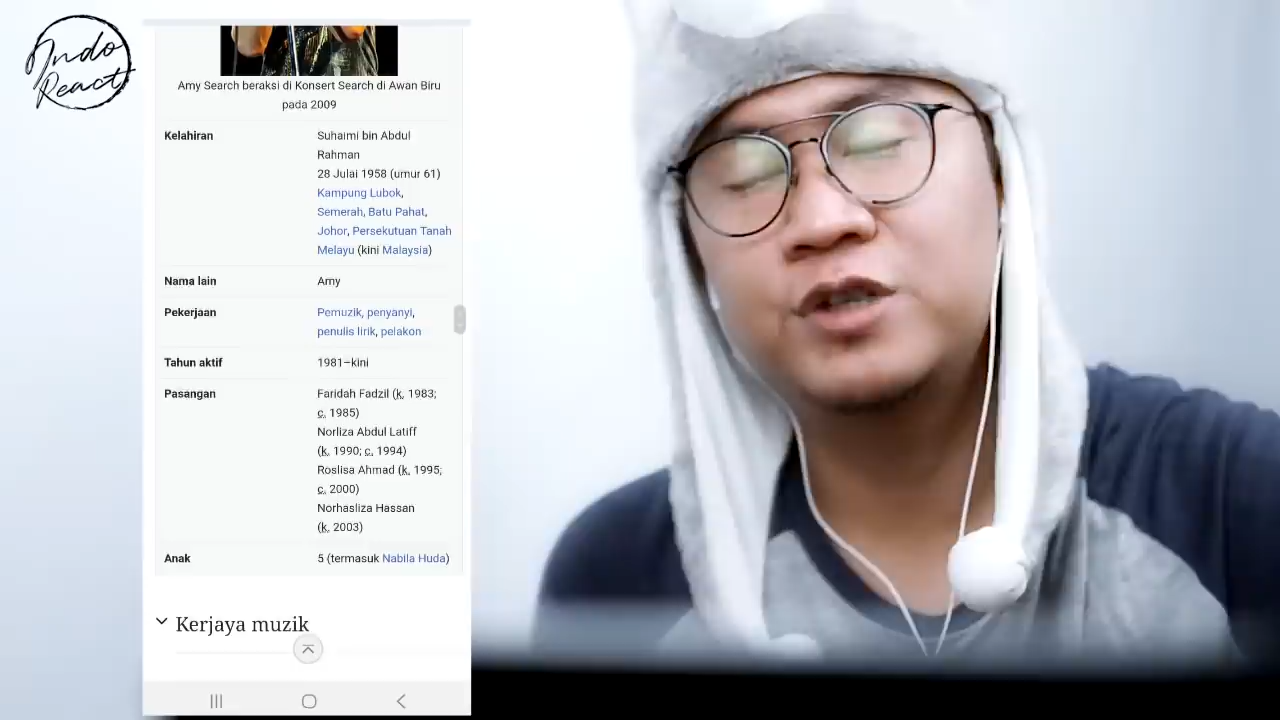 Indo
React
Amy Search beraksi di Konsert Search di Awan Biru
pada 2009
Kelahiran
Suhaimi bin Abdul
Rahman
28 Julai 1958 (umur 61)
Kampung Lubok,
Semerah, Batu Pahat,
Johor, Persekutuan Tanah
Melayu (kini Malaysia)
Nama lain
Amy
Pekerjaan
Pemuzik, penyanyi,
penulis lirik, pelakon
Tahun aktif
1981–kini
Pasangan
Faridah Fadzil (k. 1983;
c. 1985)
Norliza Abdul Latiff
(k. 1990; c. 1994)
Roslisa Ahmad (k. 1995;
c. 2000)
Norhasliza Hassan
(k. 2003)
Anak
5 (termasuk Nabila Huda)
Kerjaya muzik